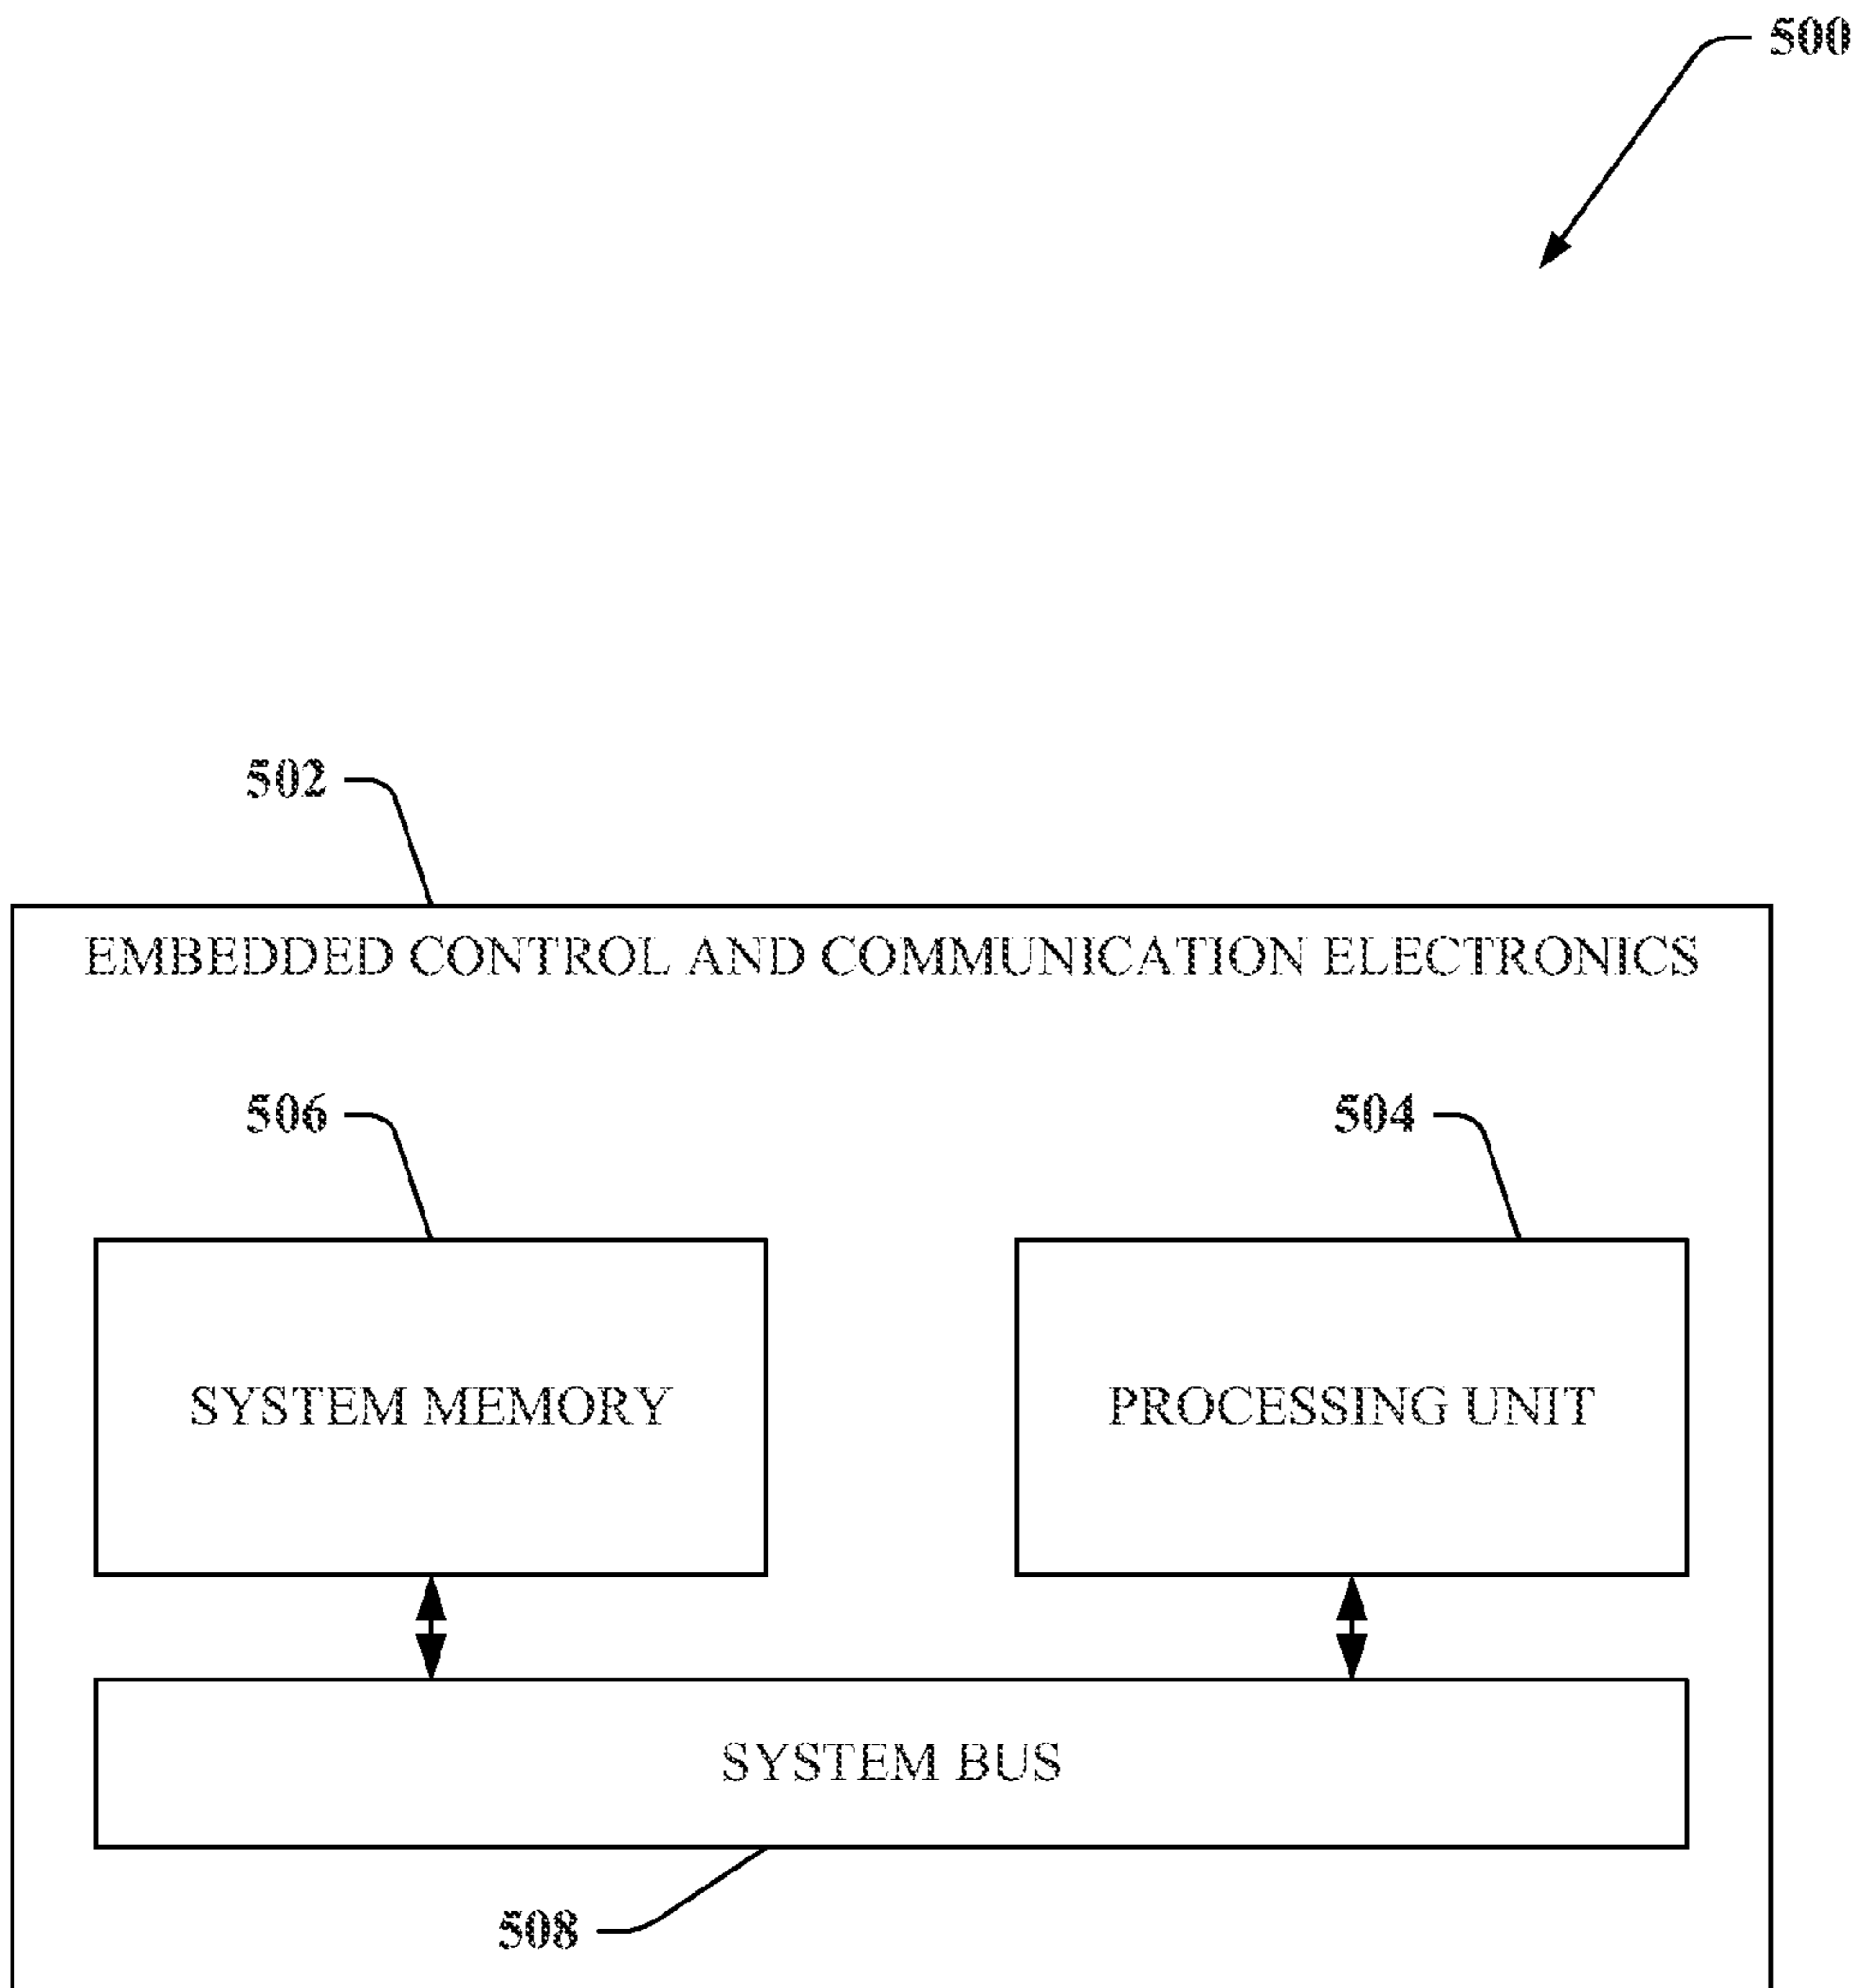 500
502
EMBEDDED CONTROL AND COMMUNICATION ELECTRONICS
506
504
SYSTEM MEMORY
PROCESSING UNIT
SYSTEM BUS
508